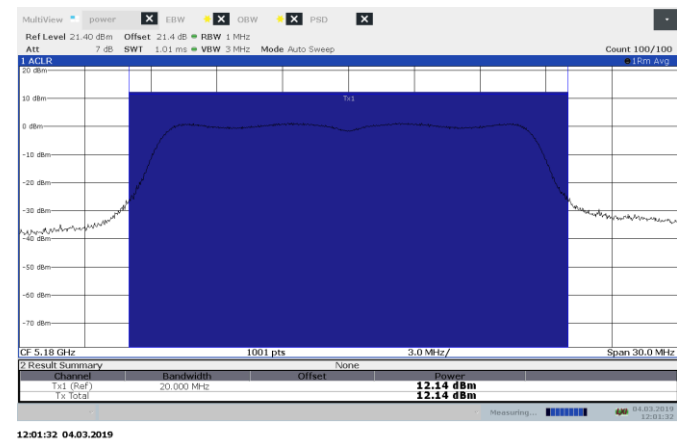 MultiView power X EBW X OBW X PSD X
Ref Level 21.40 dBm Offset 21.4 dB RBW 1 MHz
Att 7 dB SWT 1.01 ms VBW 3 MHz Mode Auto Sweep Count 100/100
1 ACLR 1Rm Avg
20 dBm
10 dBm
Tx1
0 dBm
-10 dBm
-20 dBm
-30 dBm
-40 dBm
-50 dBm
-60 dBm
-70 dBm
CF 5.18 GHz 1001 pts 3.0 MHz/ Span 30.0 MHz
2 Result Summary None
Channel Bandwidth Offset Power
Tx1 (Ref) 20.000 MHz 12.14 dBm
Tx Total 12.14 dBm
Measuring... 04.03.2019
12:01:32
12:01:32 04.03.2019